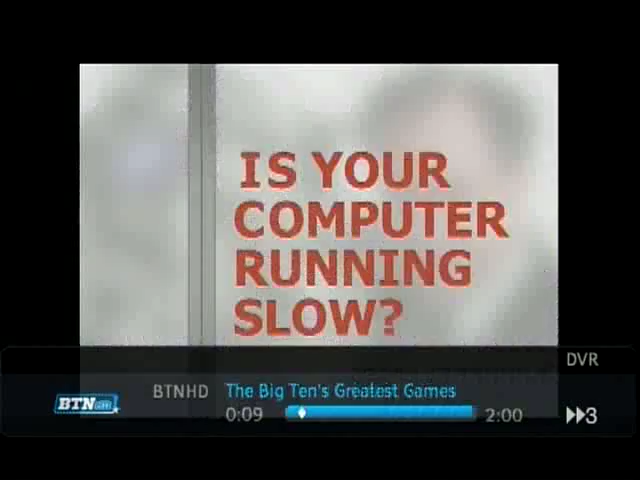 IS YOUR
COMPUTER
RUNNING
SLOW?
DVR
BTN
BTNHD The Big Ten's Greatest Games
0:09 2:00 3